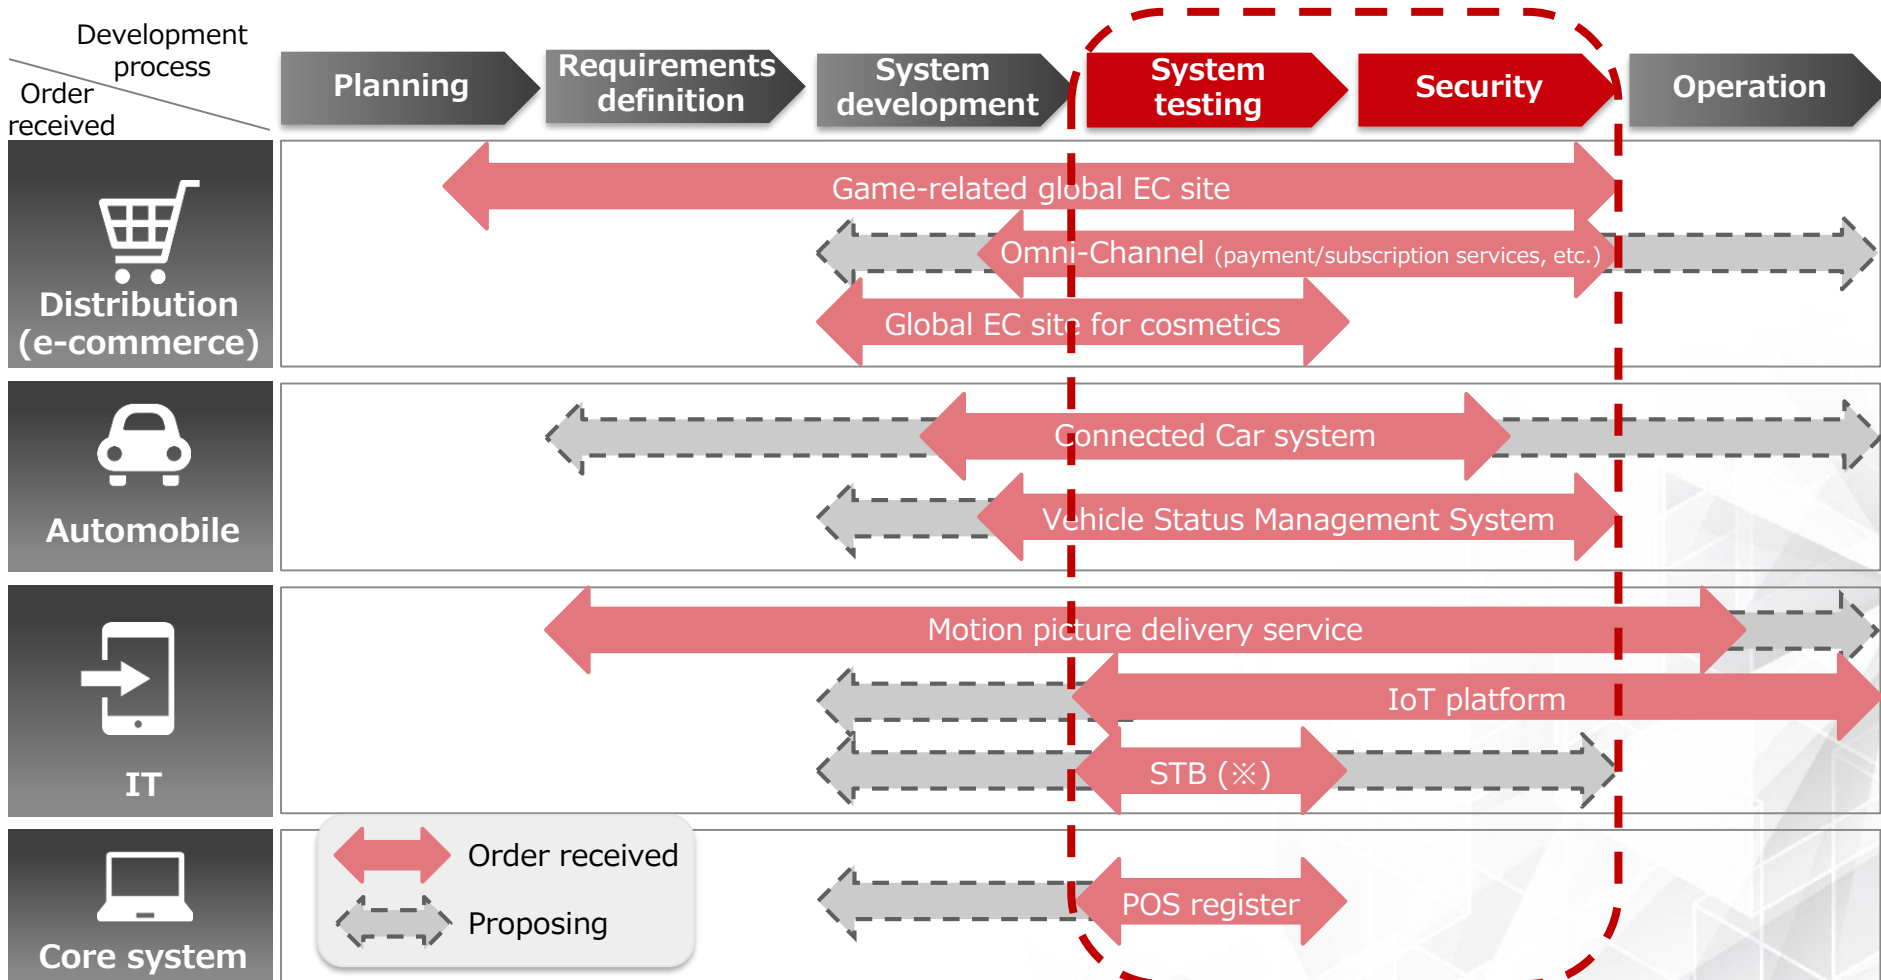 Development
process
Order
received
Planning
Requirements
definition
System
development
System
testing
Security
Operation
Distribution
(e-commerce)
Game-related global EC site
Omni-Channel (payment/subscription services, etc.)
Global EC site for cosmetics
Automobile
Connected Car system
Vehicle Status Management System
IT
Motion picture delivery service
IoT platform
STB (※)
Core system
POS register
Order received
Proposing